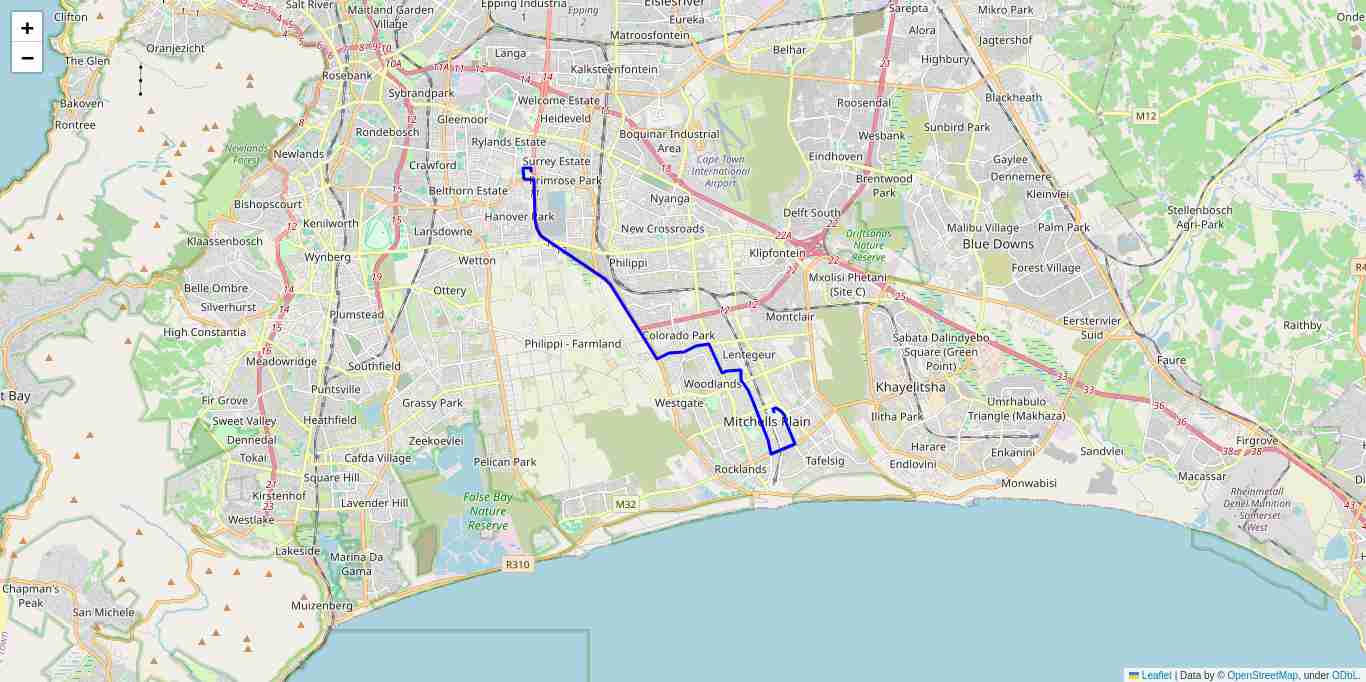 Salt River
Maitland Garden
Village
Epping Industria
1
Epping
2
Elsiesriver
Eureka
Matroosfontein
Sarepta
Mikro Park
Alora
Jagtershof
Clifton
Oranjezicht
The Glen
Langa
Kalksteenfontein
Belhar
Highbury
Rosebank
10A
11A
11
14
Sybrandpark
Bakoven
Rontree
Welcome Estate
Heideveld
Gleemoor
Roosendal
Blackheath
M12
Rondebosch
Rylands Estate
Boquinar Industrial
Area
Wesbank
Sunbird Park
Newlands
Forest
Newlands
Crawford
Surrey Estate
Cape Town
International
Airport
Eindhoven
Gaylee
Dennemere
Belthorn Estate
Primrose Park
Brentwood
Park
Kleinvlei
Bishopscourt
Nyanga
Stellenbosch
Agri-Park
Kenilworth
Hanover Park
Delft South
Klaassenbosch
Lansdowne
New Crossroads
Malibu Village
Palm Park
Driftsands
Nature
Reserve
Blue Downs
Wynberg
Wetton
Philippi
Klipfontein
Forest Village
Belle Ombre
Ottery
Mxolisi Phetani
(Site C)
Silverhurst
Plumstead
Montclair
Eersterivier
Suid
Raithby
High Constantia
Philippi - Farmland
Colorado Park
Sabata Dalindyebo
Square (Green
Point)
Meadowridge
Southfield
Lentegeur
Faure
Puntsville
Woodlands
Khayelitsha
t Bay
Fir Grove
Grassy Park
Westgate
Umrhabulo
Triangle (Makhaza)
Sweet Valley
Heathfield
Mitchells Plain
Ilitha Park
Dennedal
Zeekoevlei
Harare
Firgrove
Tokai
Cafda Village
Pelican Park
Enkanini
Sandvlei
Rocklands
Tafelsig
Endlovini
Square Hill
Macassar
Monwabisi
Kirstenhof
Lavender Hill
False Bay
Nature
Reserve
M32
Rheinmetall
Denel Munition
- Somerset
West
Westlake
Lakeside
Marina Da
Gama
R310
Chapman's
Peak
San Michele
Muizenberg
Leaflet | Data by © OpenStreetMap, under ODbL.